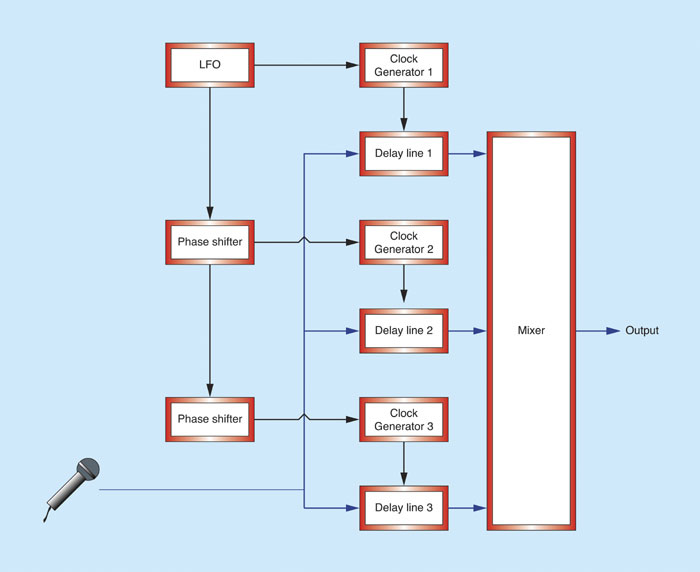 LFO
Clock
Generator 1
Delay line 1
Phase shifter
Clock
Generator 2
Delay line 2
Mixer
Output
Phase shifter
Clock
Generator 3
Delay line 3